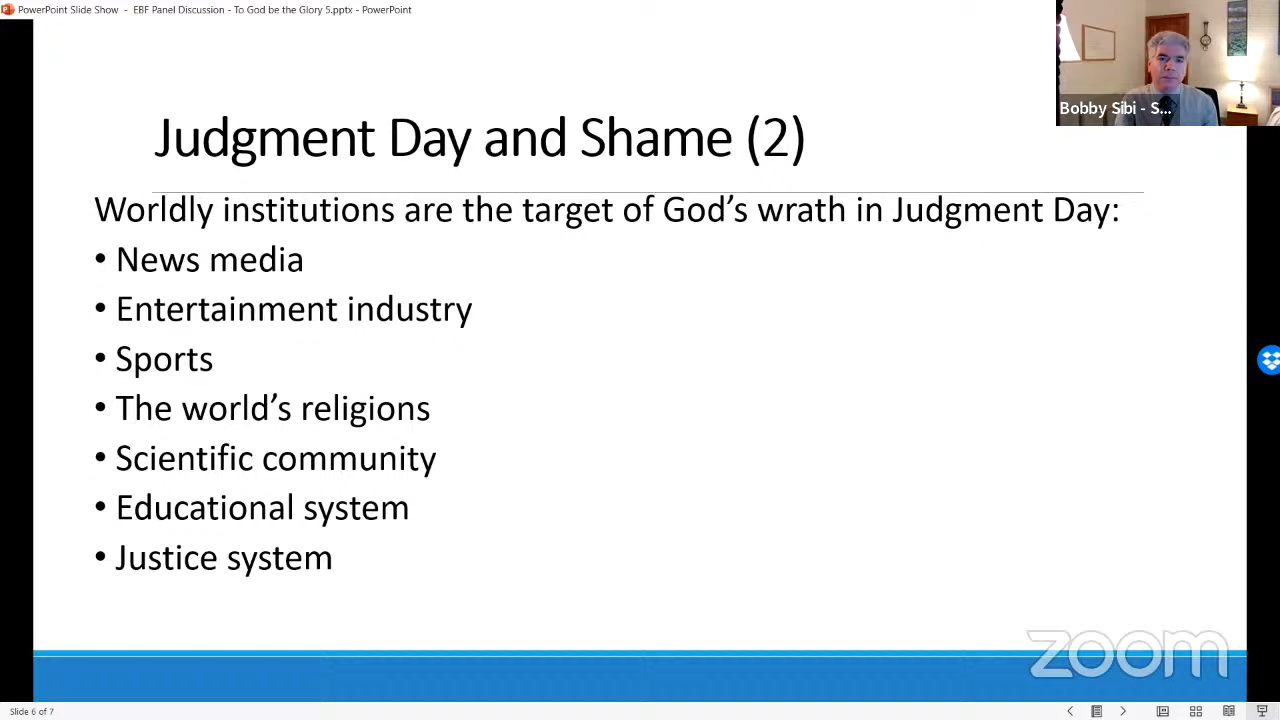 PowerPoint Slide Show - EBF Panel Discussion - To God be the Glory 5.pptx - PowerPoint
Bobby Sibi - S...
Judgment Day and Shame (2)
Worldly institutions are the target of God’s wrath in Judgment Day:
• News media
• Entertainment industry
• Sports
• The world’s religions
• Scientific community
• Educational system
• Justice system
zoom
Slide 6 of 7